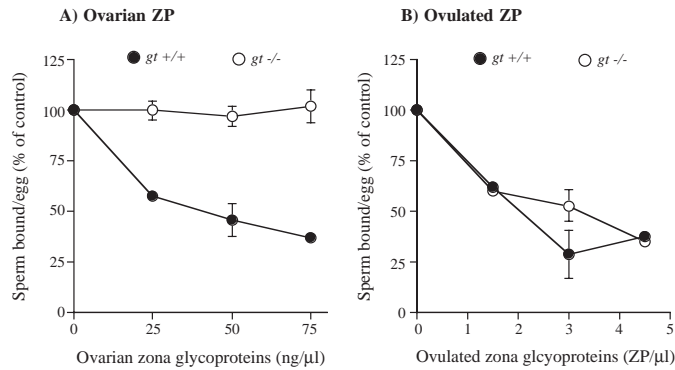 A) Ovarian ZP
gt +/+ gt -/-
125
100
75
50
25
0
0 25 50 75
Sperm bound/egg (% of control)
Ovarian zona glycoproteins (ng/µl)
B) Ovulated ZP
gt +/+ gt -/-
125
100
75
50
25
0
0 1 2 3 4 5
Sperm bound/egg (% of control)
Ovulated zona glcyoproteins (ZP/µl)